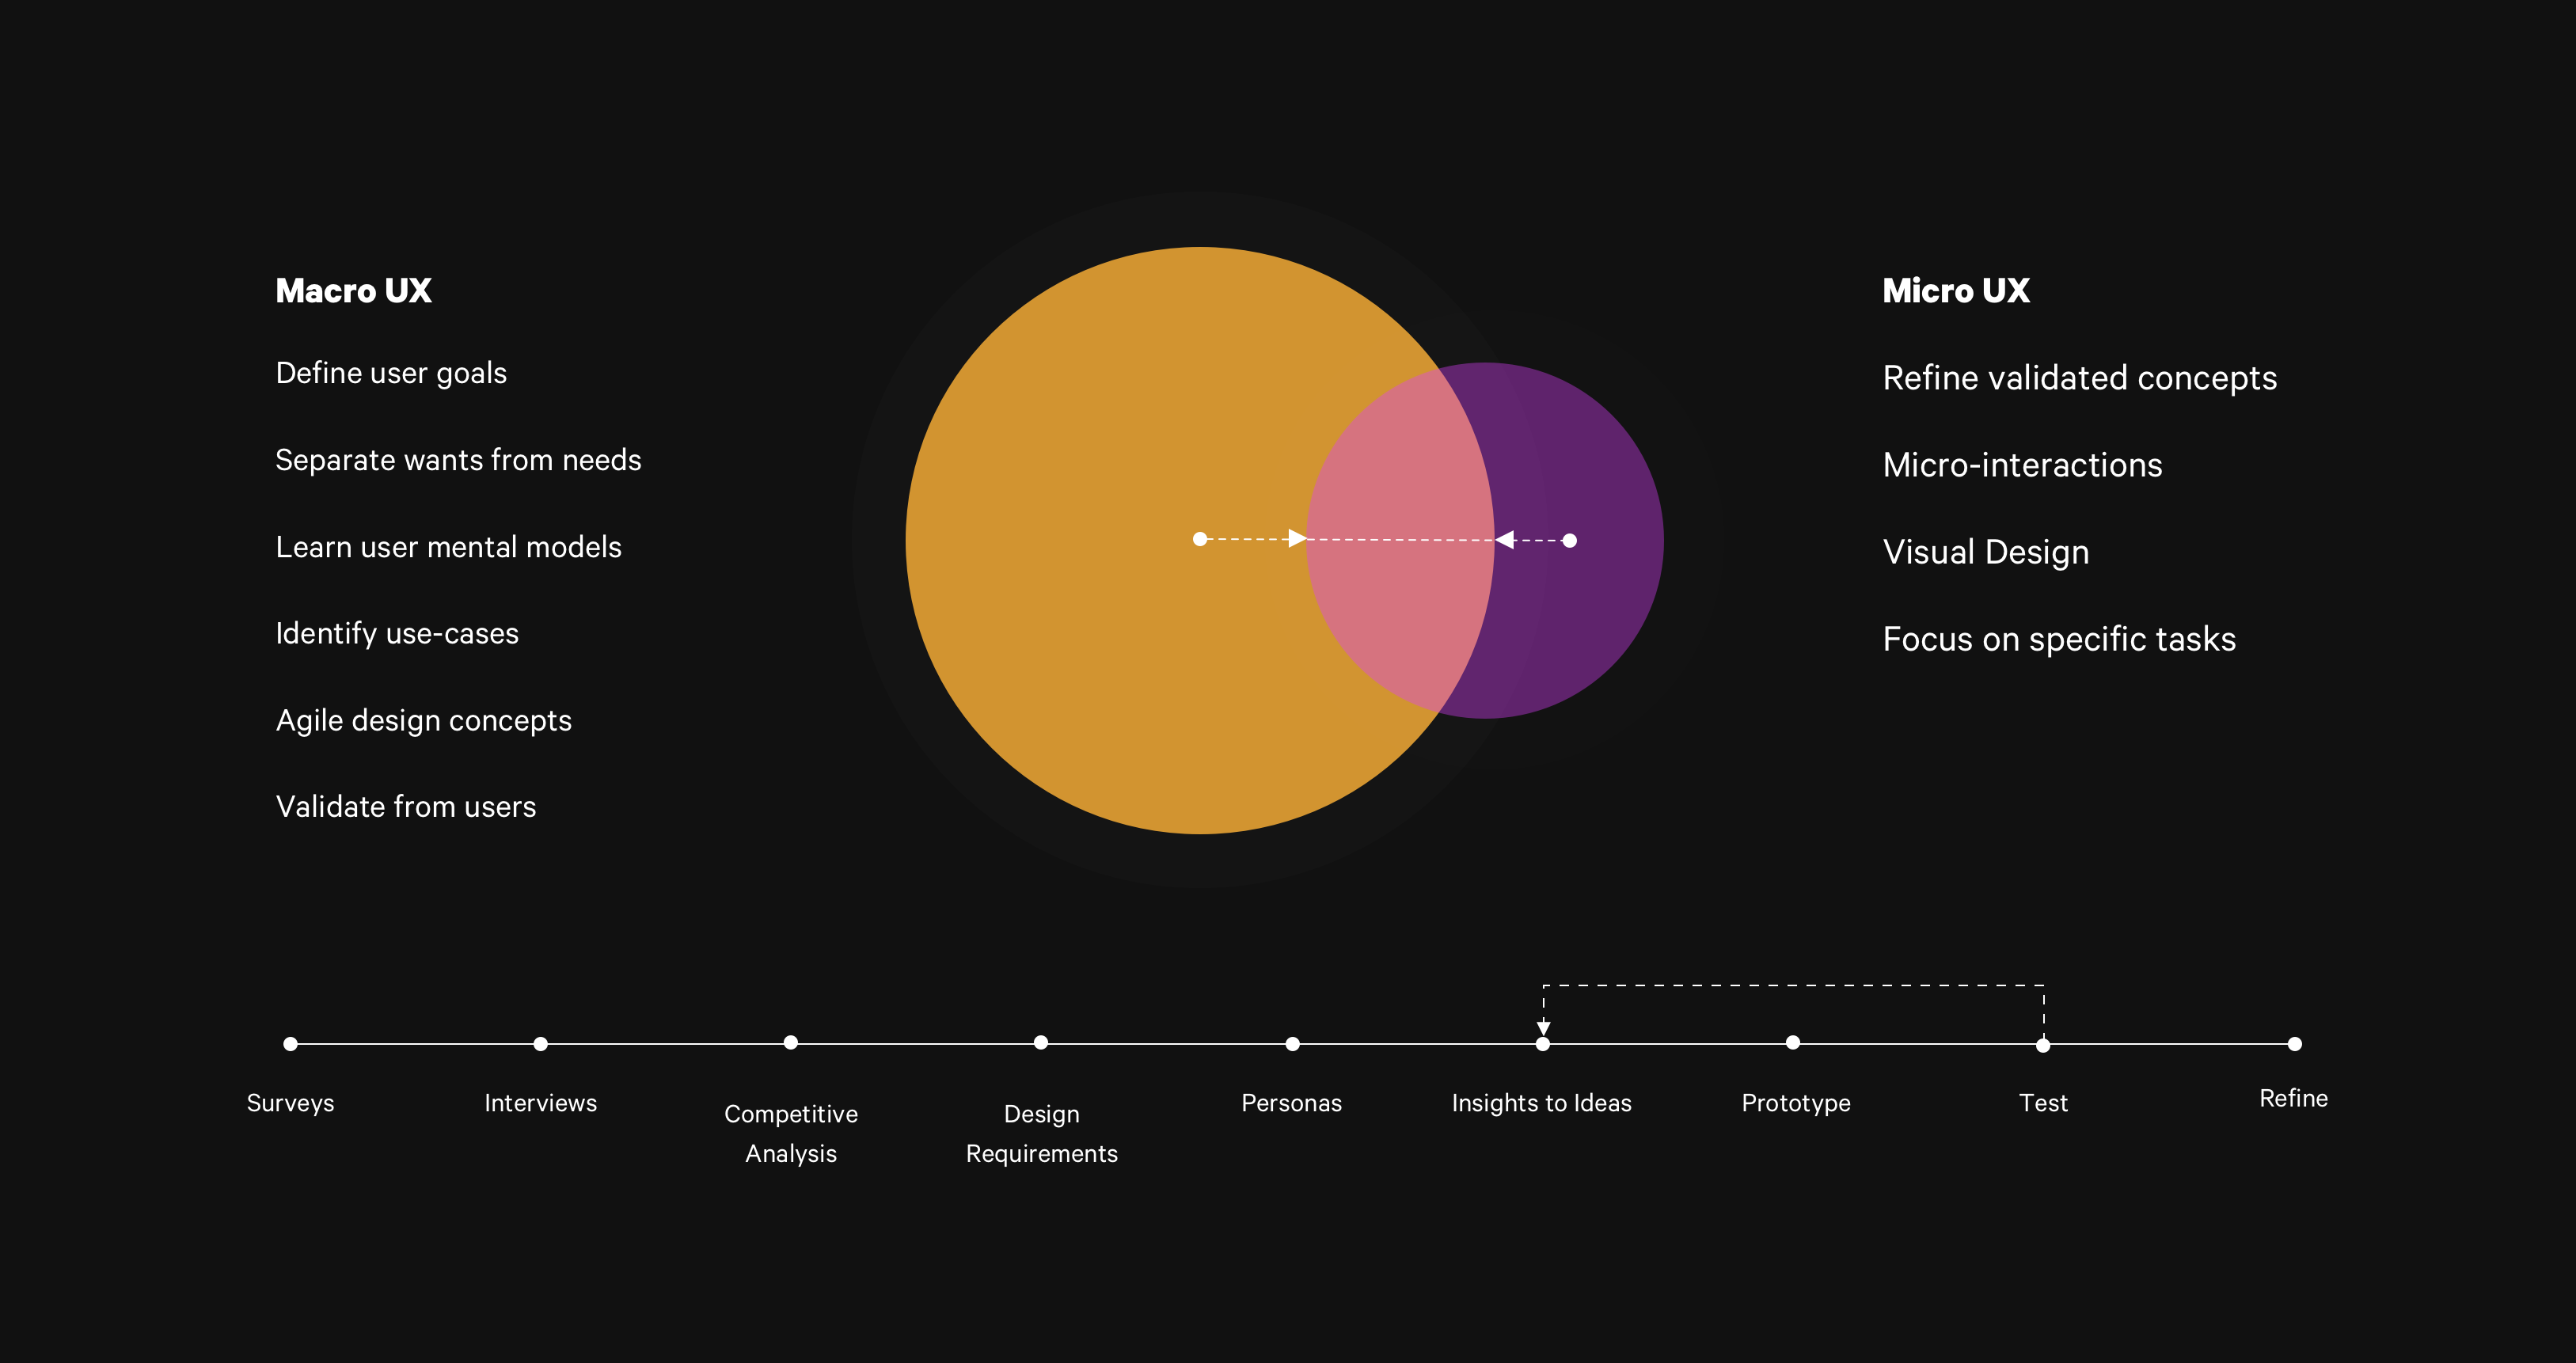 Macro UX
Define user goals
Separate wants from needs
Learn user mental models
Identify use-cases
Agile design concepts
Validate from users
Micro UX
Refine validated concepts
Micro-interactions
Visual Design
Focus on specific tasks
Surveys
Interviews
Competitive
Analysis
Design
Requirements
Personas
Insights to Ideas
Prototype
Test
Refine